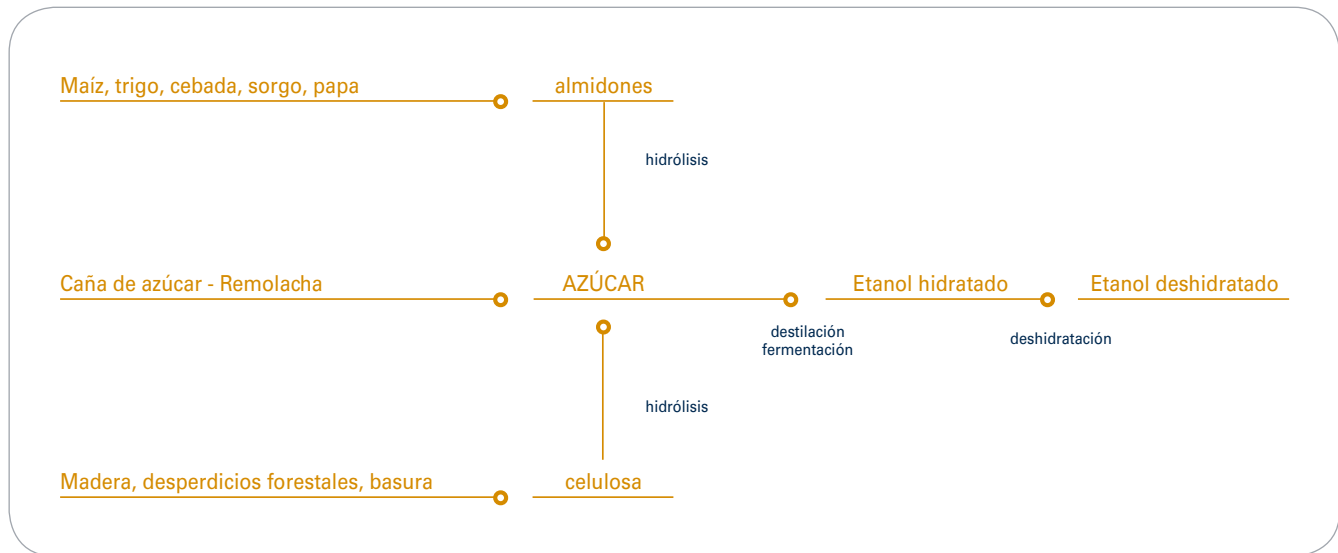 Maíz, trigo, cebada, sorgo, papa
almidones
hidrólisis
Caña de azúcar - Remolacha
AZÚCAR
Etanol hidratado
Etanol deshidratado
destilación
fermentación
deshidratación
hidrólisis
Madera, desperdicios forestales, basura
celulosa